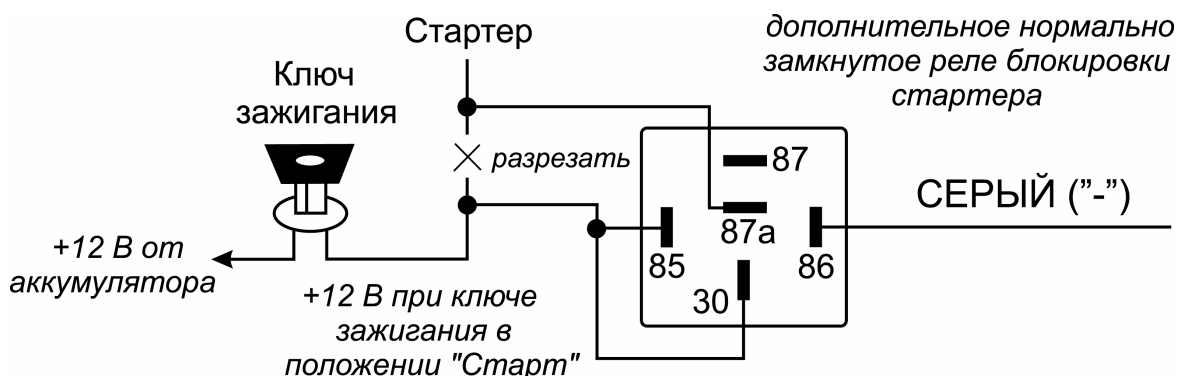 Стартер
дополнительное нормально
замкнутое реле блокировки
стартера
Ключ
зажигания
разрезать
87
87а
85
86
30
СЕРЫЙ ("-")
+12 В от
аккумулятора
+12 В при ключе
зажигания в
положении "Старт"